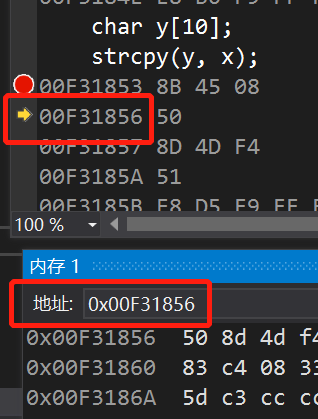 char y[10];
strcpy(y, x);
00F31853 8B 45 08
00F31856 50
00F31857 8D 4D F4
00F3185A 51
100 %
内存 1
地址: 0x00F31856
0x00F31856 50 8d 4d f4
0x00F31860 83 c4 08 33
0x00F3186A 5d c3 cc cc